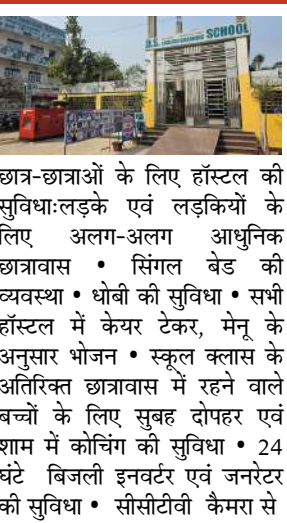 D.S. ENGLISH SCHOOL
छात्र-छात्राओं के लिए हॉस्टल की
सुविधाःलड़के एवं लड़कियों के
लिए अलग-अलग आधुनिक
छात्रावास • सिंगल बेड की
व्यवस्था • धोबी की सुविधा • सभी
हॉस्टल में केयर टेकर, मेनू के
अनुसार भोजन • स्कूल क्लास के
अतिरिक्त छात्रावास में रहने वाले
बच्चों के लिए सुबह दोपहर एवं
शाम में कोचिंग की सुविधा • 24
घंटे बिजली इनवर्टर एवं जनरेटर
की सुविधा • सीसीटीवी कैमरा से